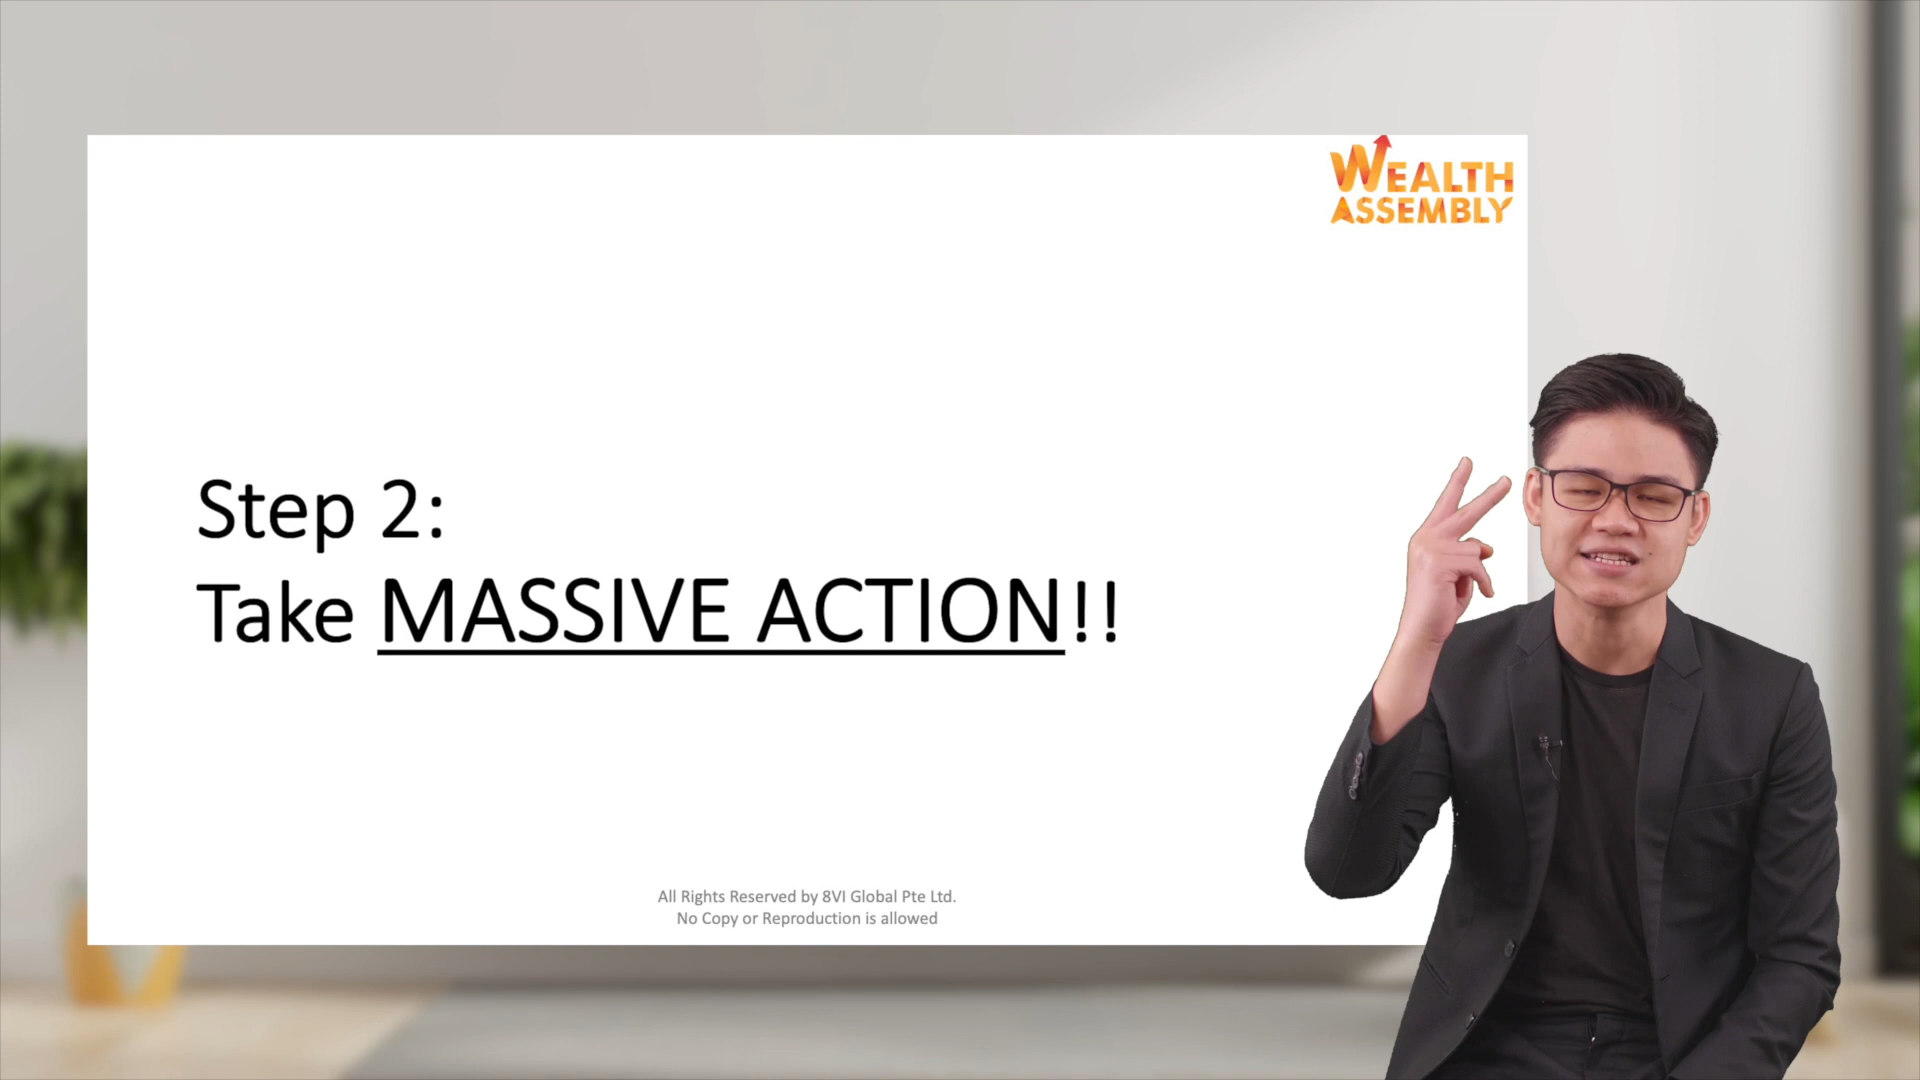 WEALTH
ASSEMBLY
Step 2:
Take MASSIVE ACTION!!
All Rights Reserved by 8VI Global Pte Ltd.
No Copy or Reproduction is allowed